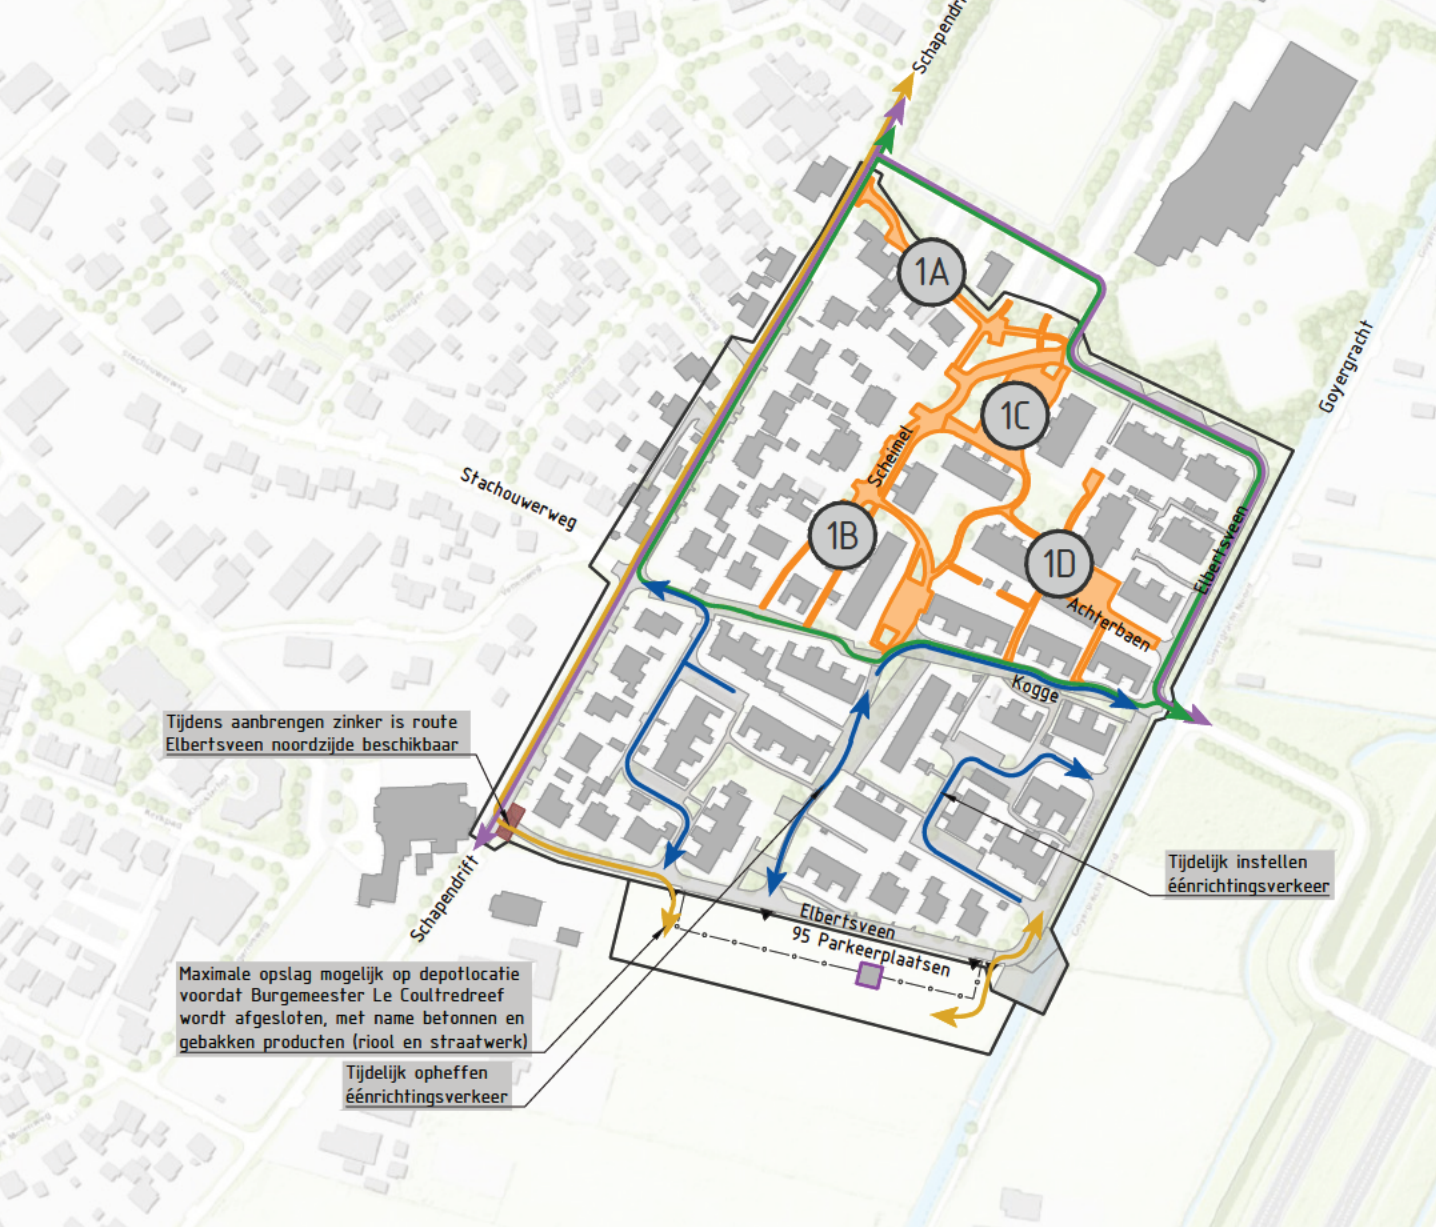 Schapendri
1A
Goyergracht
1C
Scheimel
Stachouwerweg
1B
Elbertsveen
1D
Achterbaen
Kogge
Tijdens aanbrengen zinker is route
Elbertsveen noordzijde beschikbaar
Schapendrift
Tijdelijk instellen
éénrichtingsverkeer
Elbertsveen
95 Parkeerplaatsen
Maximale opslag mogelijk op depotlocatie
voordat Burgemeester Le Coultredreef
wordt afgesloten, met name betonnen en
gebakken producten (riool en straatwerk)
Tijdelijk opheffen
éénrichtingsverkeer